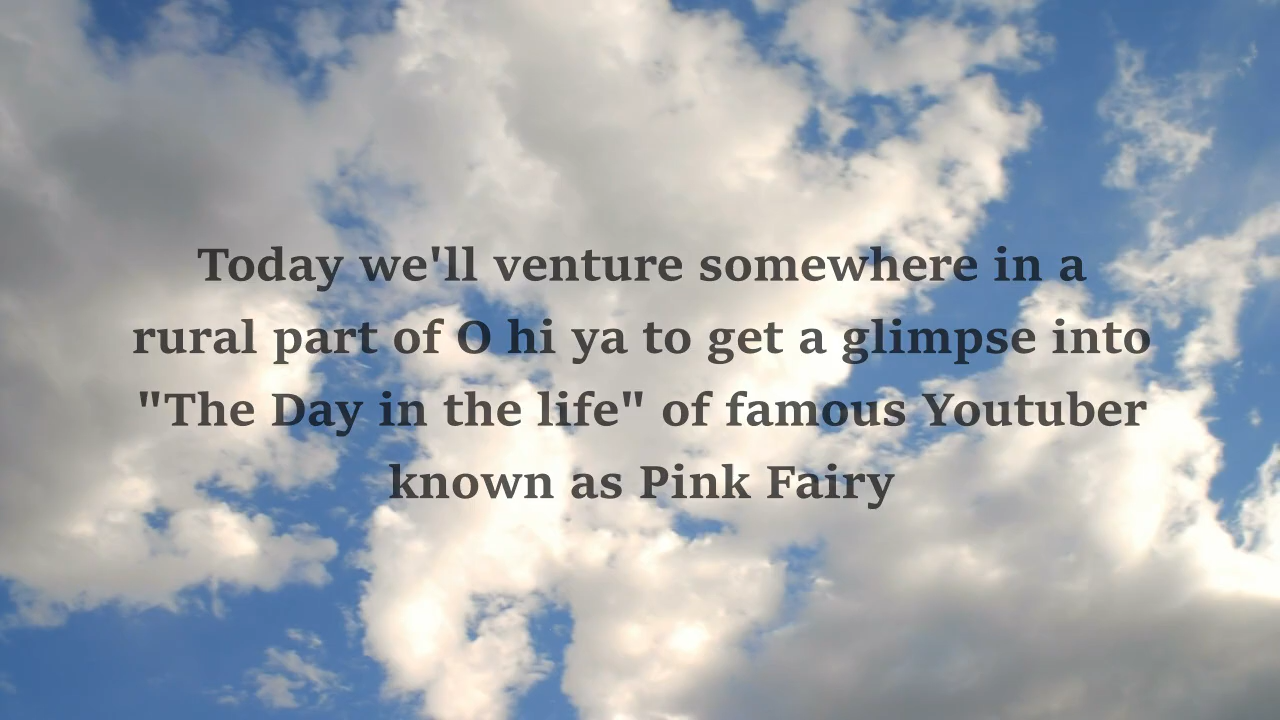 Today we'll venture somewhere in a
rural part of O hi ya to get a glimpse into
"The Day in the life" of famous Youtuber
known as Pink Fairy